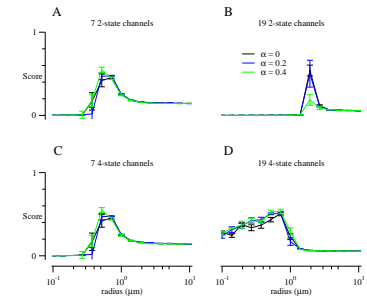 A
7 2-state channels
B
19 2-state channels
1
Score
0
α = 0
α = 0.2
α = 0.4
C
7 4-state channels
D
19 4-state channels
1
Score
0
10⁻¹ 10⁰ 10¹
radius (μm)
10⁻¹ 10⁰ 10¹
radius (μm)